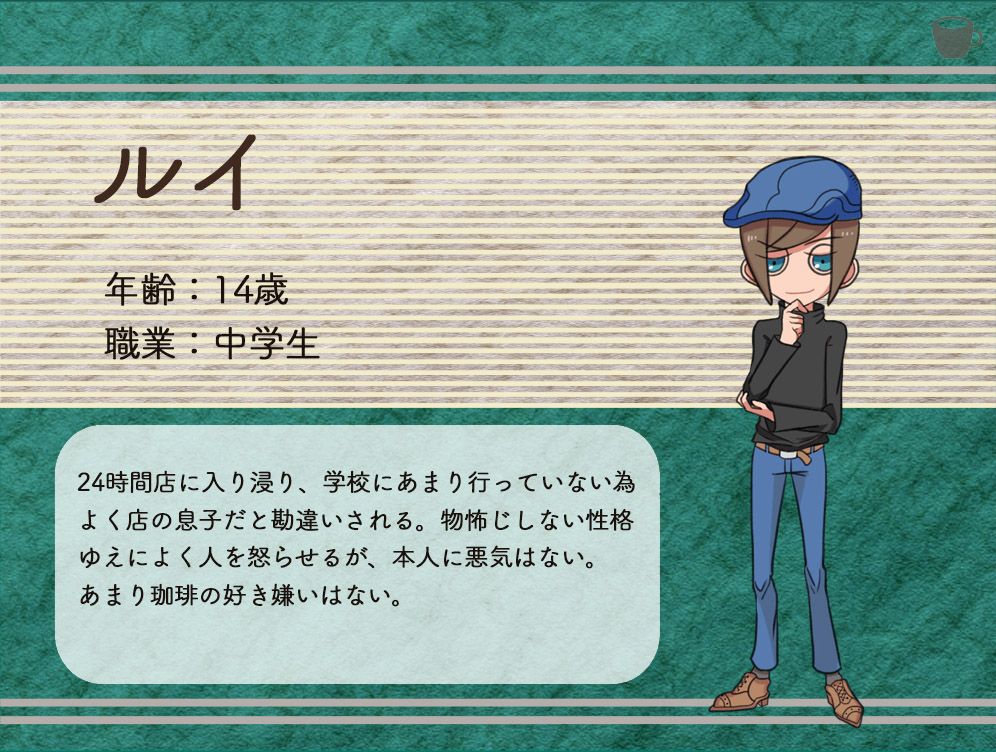 ルイ
年齢：14歳
職業：中学生
24時間店に入り浸り、学校にあまり行っていない為
よく店の息子だと勘違いされる。物怖じしない性格
ゆえによく人を怒らせるが、本人に悪気はない。
あまり珈琲の好き嫌いはない。